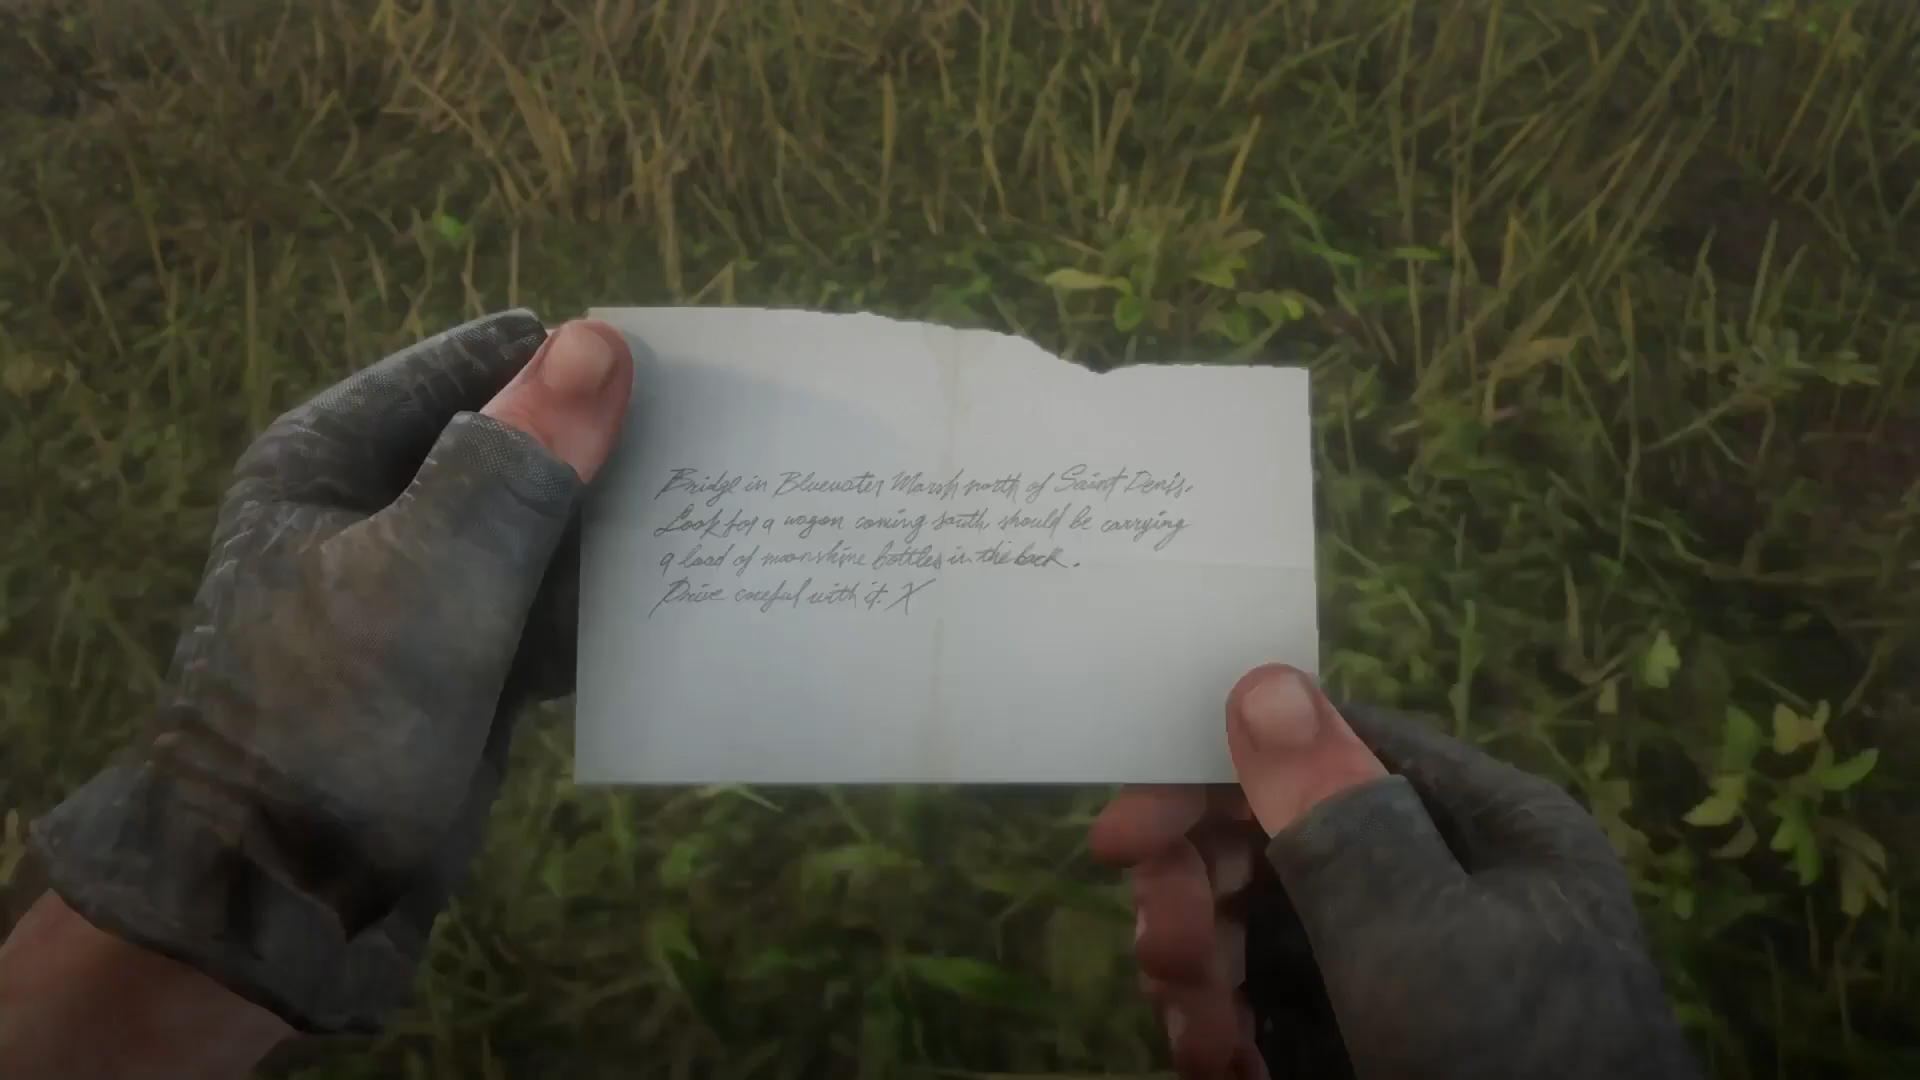 Bridge in Bluewater Marsh north of Saint Denis.
Look for a wagon coming south should be carrying
a load of moonshine bottles in the back.
Drive careful with it. X